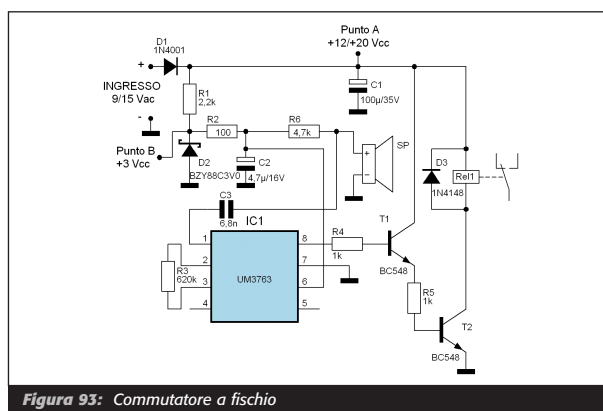 Punto A
+12/+20 Vcc
D1
1N4001
+
INGRESSO
9/15 Vac
-
R1
2,2k
C1
100µ/35V
R2
100
R6
4,7k
Punto B
+3 Vcc
D2
BZY88C3V0
C2
4,7µ/16V
+
-
SP
D3
1N4148
Rel1
C3
6,8n
IC1
T1
BC548
R4
1k
R3
620k
1
2
3
4
UM3763
8
7
6
5
R5
1k
T2
BC548
Figura 93: Commutatore a fischio